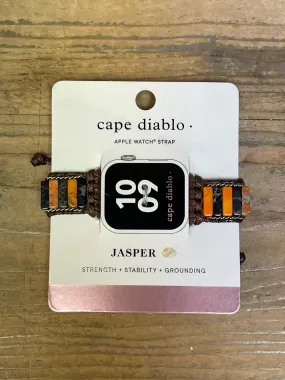 cape diablo ·
APPLE WATCH® STRAP
10
09
cape diablo ·
JASPER
STRENGTH + STABILITY + GROUNDING